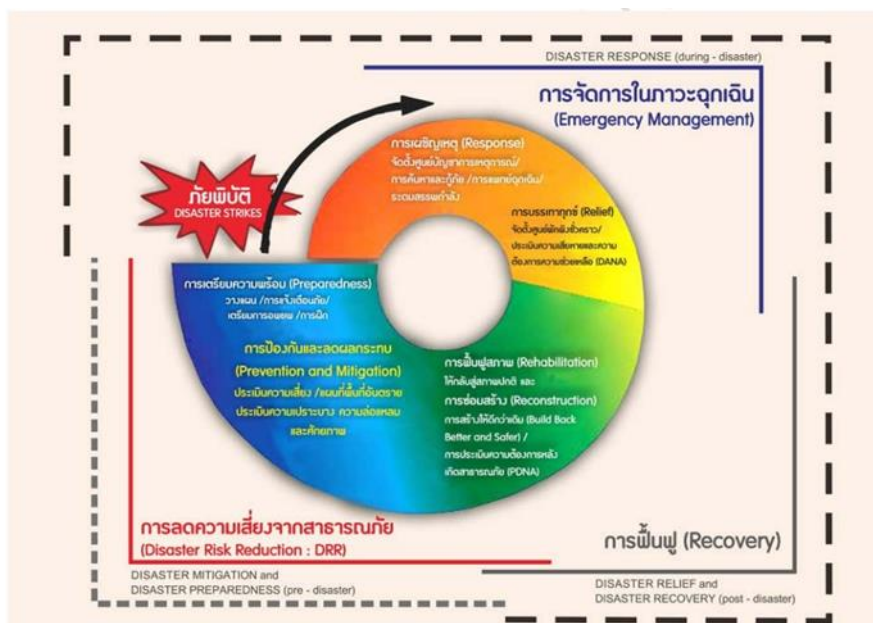 DISASTER RESPONSE (during - disaster)
การจัดการในภาวะฉุกเฉิน
(Emergency Management)
การเผชิญเหตุ (Response)
จัดตั้งศูนย์บัญชาการเหตุการณ์/
การค้นหาและกู้ภัย /การแพทย์ฉุกเฉิน/
ระดมสรรพกำลัง
ภัยพิบัติ
DISASTER STRIKES
การบรรเทาทุกข์ (Relief)
จัดตั้งศูนย์พักพิงชั่วคราว/
ประเมินความเสียหายและความ
ต้องการความช่วยเหลือ (DANA)
การเตรียมความพร้อม (Preparedness)
วางแผน /การแจ้งเตือนภัย/
เตรียมการอพยพ /การฝึก
การป้องกันและลดผลกระทบ
(Prevention and Mitigation)
ประเมินความเสี่ยง /แผนที่พื้นที่อันตราย
ประเมินความเปราะบาง ความล่อแหลม
และศักยภาพ
การฟื้นฟูสภาพ (Rehabilitation)
ให้กลับสู่สภาพปกติ และ
การซ่อมสร้าง (Reconstruction)
การสร้างให้ดีกว่าเดิม (Build Back
Better and Safer) /
การประเมินความต้องการหลัง
เกิดสาธารณภัย (PDNA)
การลดความเสี่ยงจากสาธารณภัย
(Disaster Risk Reduction : DRR)
DISASTER MITIGATION and
DISASTER PREPAREDNESS (pre - disaster)
การฟื้นฟู (Recovery)
DISASTER RELIEF and
DISASTER RECOVERY (post - disaster)